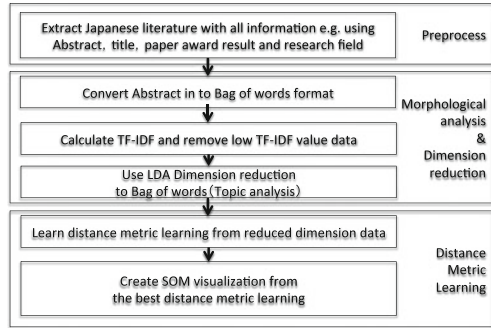 Extract Japanese literature with all information e.g. using
Abstract, title, paper award result and research field
Preprocess
Convert Abstract in to Bag of words format
Calculate TF-IDF and remove low TF-IDF value data
Use LDA Dimension reduction
to Bag of words(Topic analysis)
Morphological
analysis
&
Dimension
reduction
Learn distance metric learning from reduced dimension data
Create SOM visualization from
the best distance metric learning
Distance
Metric
Learning